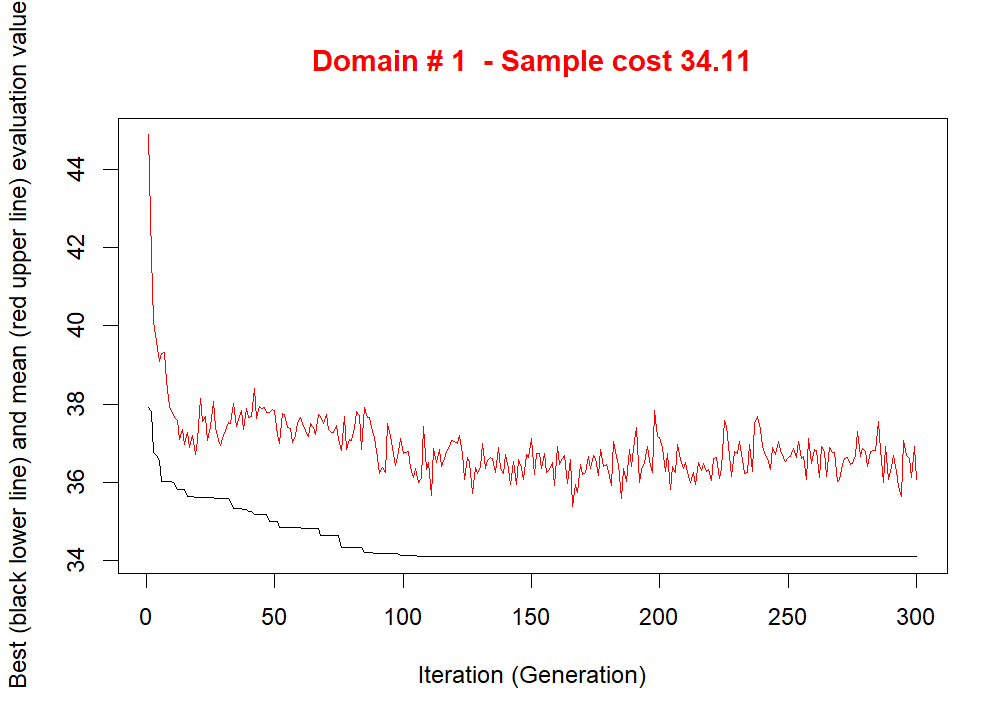 Domain # 1  - Sample cost 34.11
Best (black lower line) and mean (red upper line) evaluation value
44
42
40
38
36
34
0 50 100 150 200 250 300
Iteration (Generation)